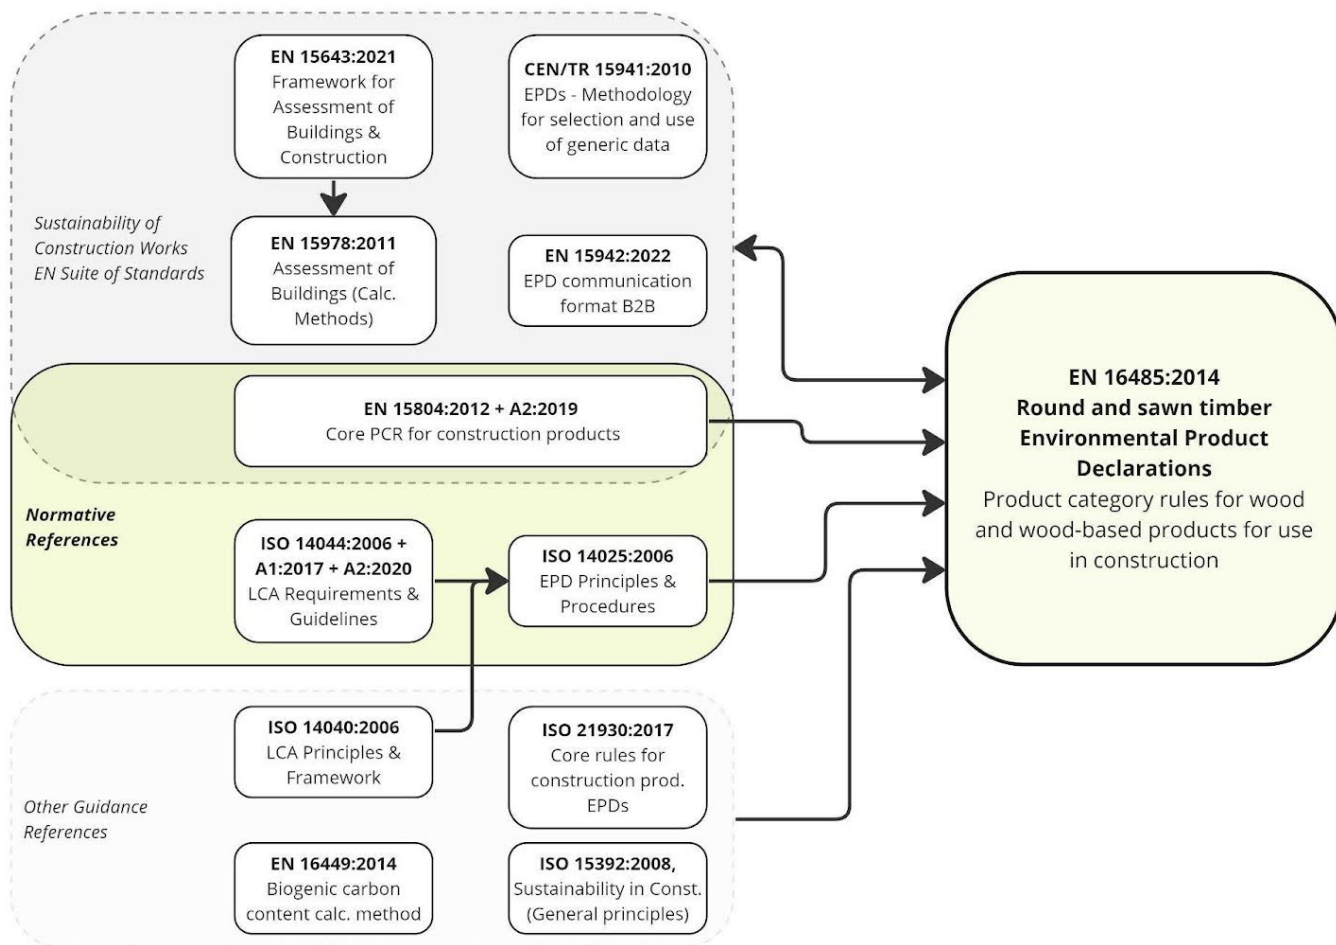 EN 15643:2021
Framework for
Assessment of
Buildings &
Construction
CEN/TR 15941:2010
EPDs - Methodology
for selection and use
of generic data
Sustainability of
Construction Works
EN Suite of Standards
EN 15978:2011
Assessment of
Buildings (Calc.
Methods)
EN 15942:2022
EPD communication
format B2B
EN 15804:2012 + A2:2019
Core PCR for construction products
Normative
References
ISO 14044:2006 +
A1:2017 + A2:2020
LCA Requirements &
Guidelines
ISO 14025:2006
EPD Principles &
Procedures
Other Guidance
References
ISO 14040:2006
LCA Principles &
Framework
ISO 21930:2017
Core rules for
construction prod.
EPDs
EN 16449:2014
Biogenic carbon
content calc. method
ISO 15392:2008,
Sustainability in Const.
(General principles)
EN 16485:2014
Round and sawn timber
Environmental Product
Declarations
Product category rules for wood
and wood-based products for use
in construction